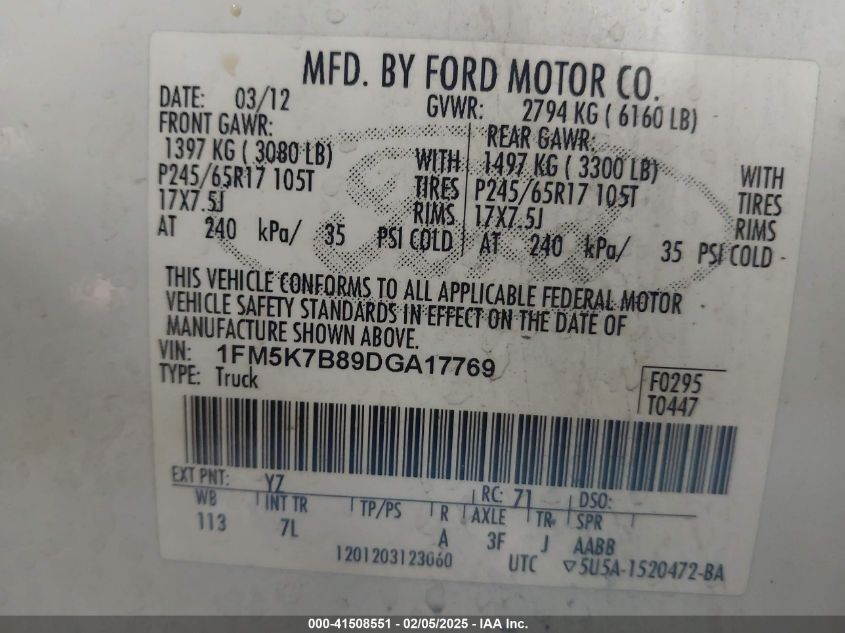 MFD. BY FORD MOTOR CO.
DATE: 03/12 GVWR: 2794 KG ( 6160 LB)
FRONT GAWR: REAR GAWR:
1397 KG ( 3080 LB) WITH 1497 KG ( 3300 LB) WITH
P245/65R17 105T TIRES P245/65R17 105T TIRES
17X7.5J RIMS 17X7.5J RIMS
AT 240 kPa/ 35 PSI COLD AT 240 kPa/ 35 PSI COLD
THIS VEHICLE CONFORMS TO ALL APPLICABLE FEDERAL MOTOR
VEHICLE SAFETY STANDARDS IN EFFECT ON THE DATE OF
MANUFACTURE SHOWN ABOVE.
VIN: 1FM5K7B89DGA17769
TYPE: Truck
F0295
T0447
EXT PNT: YZ RC: 71 DSO:
WB INT TR TP/PS R AXLE TR SPR
113 7L A 3F J AABB
1201203123060 UTC ▽5U5A-1520472-BA
Ford
000-41508551 - 02/05/2025 - 1FM5K7B89DGA17769